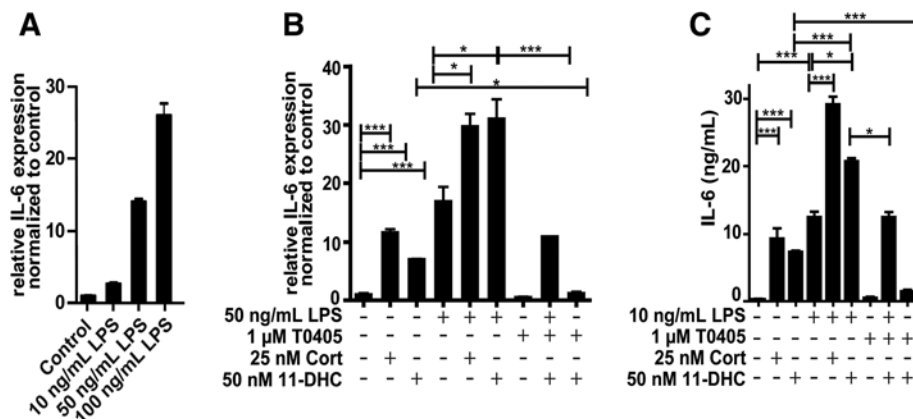 A
relative IL-6 expression
normalized to control
30
20
10
0
Control
10 ng/mL LPS
50 ng/mL LPS
100 ng/mL LPS
B
relative IL-6 expression
normalized to control
40
30
20
10
0
* ***
*
*
***
***
***
50 ng/mL LPS - - - + + + - + -
1 µM T0405 - - - - - - + + +
25 nM Cort - + - - + - - - -
50 nM 11-DHC - - + - - + - + +
C
IL-6 (ng/mL)
30
20
10
0
***
***
*** *
***
***
***
*
10 ng/mL LPS - - - + + + - + -
1 µM T0405 - - - - - - + + +
25 nM Cort - + - - + - - - -
50 nM 11-DHC - - + - - + - + +